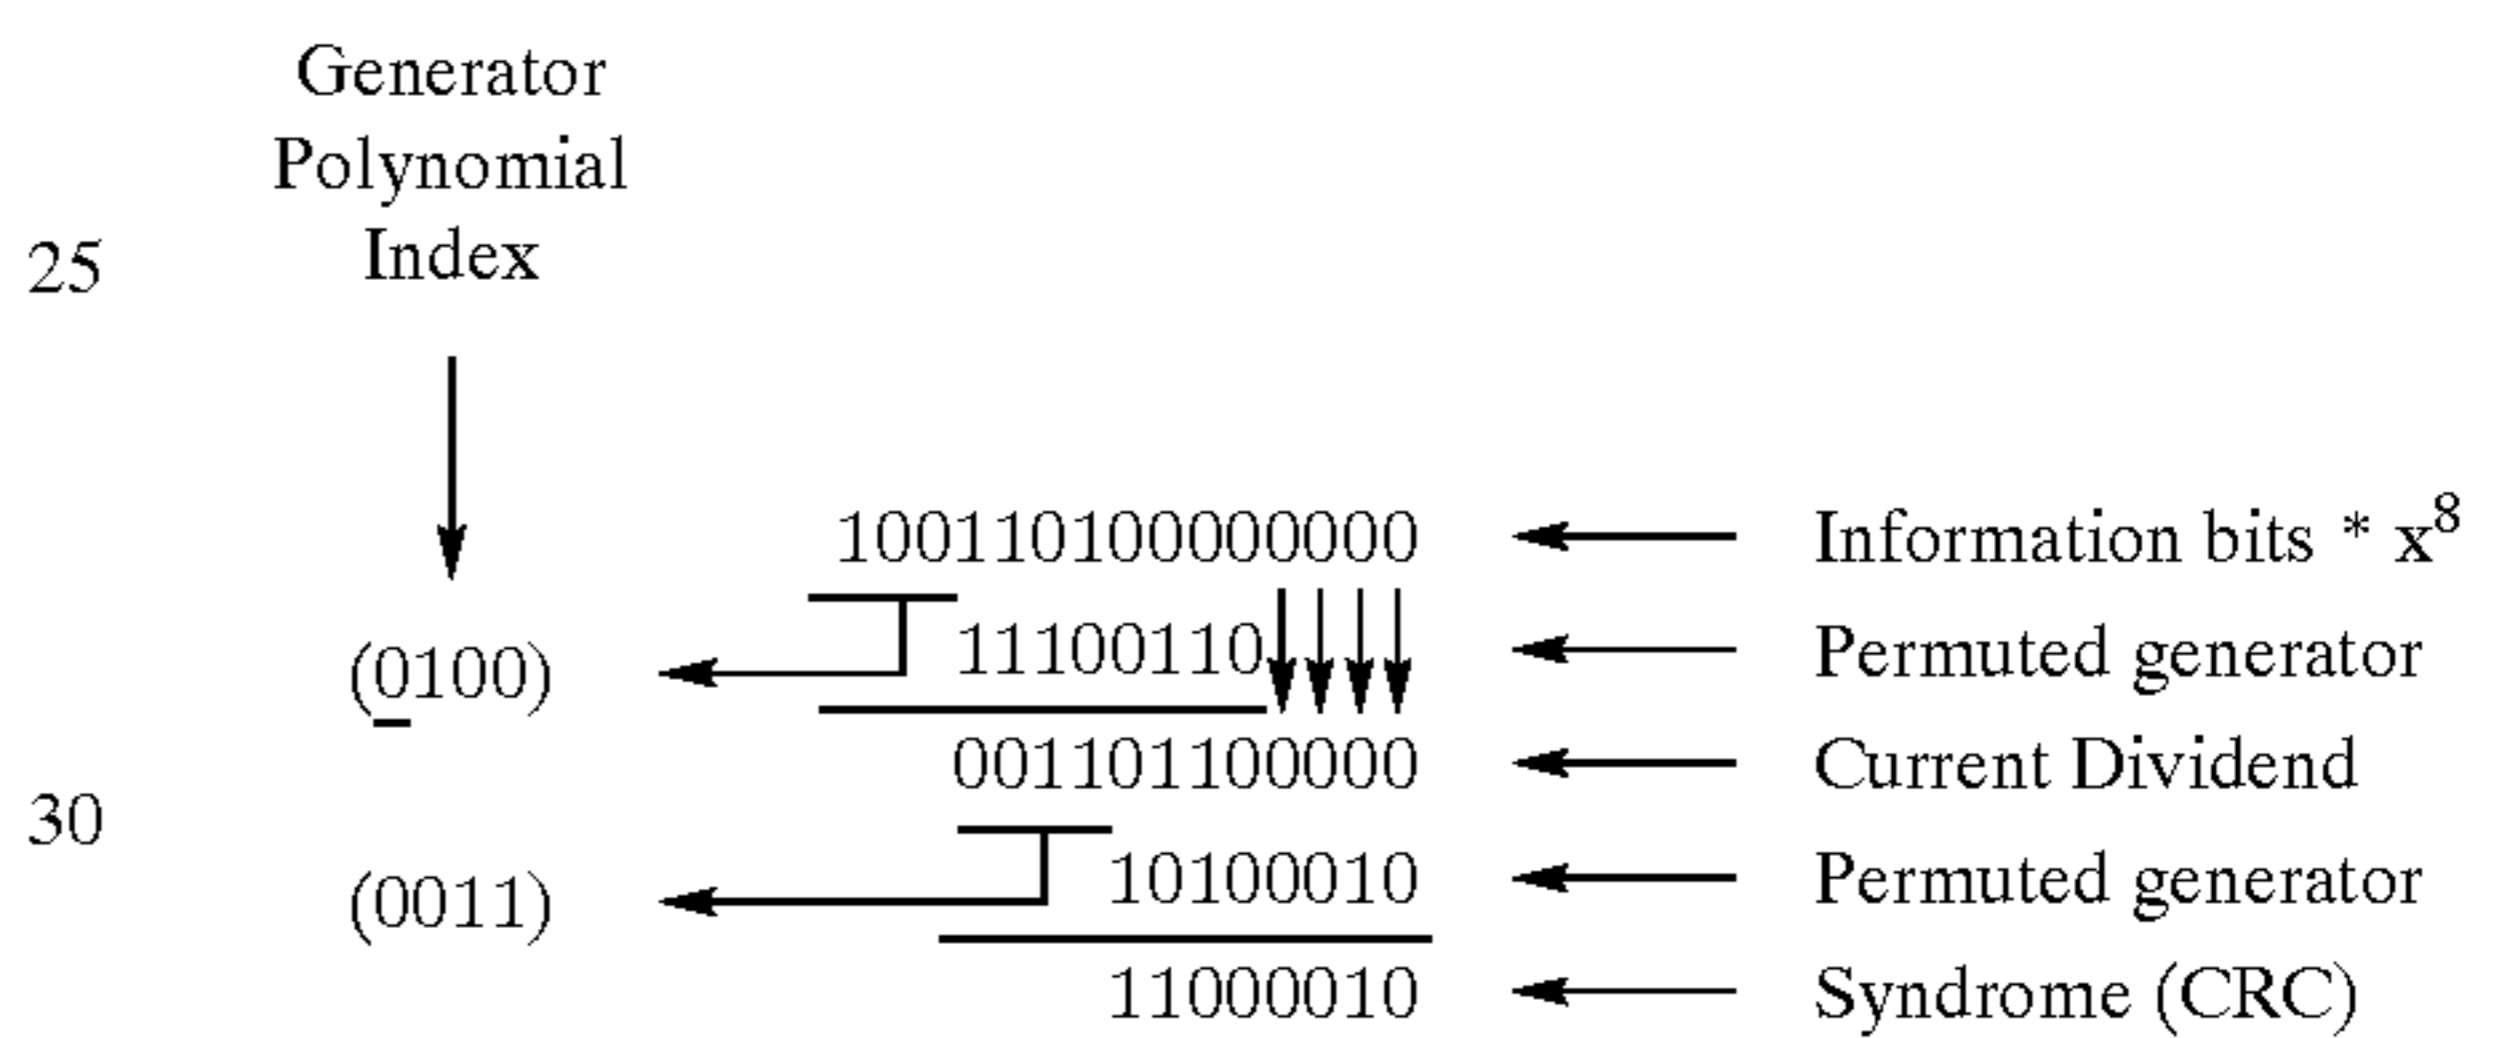 Generator
Polynomial
25 Index
100110100000000 Information bits * x⁸
(0100) 11100110 Permuted generator
001101100000 Current Dividend
30
(0011) 10100010 Permuted generator
11000010 Syndrome (CRC)